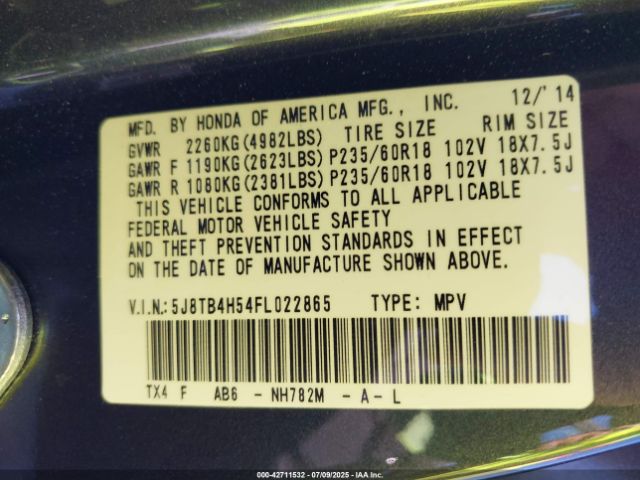 MFD. BY HONDA OF AMERICA MFG., INC. 12/'14
GVWR 2260KG(4982LBS) TIRE SIZE RIM SIZE
GAWR F 1190KG(2623LBS) P235/60R18 102V 18X7.5J
GAWR R 1080KG(2381LBS) P235/60R18 102V 18X7.5J
THIS VEHICLE CONFORMS TO ALL APPLICABLE
FEDERAL MOTOR VEHICLE SAFETY
AND THEFT PREVENTION STANDARDS IN EFFECT
ON THE DATE OF MANUFACTURE SHOWN ABOVE.
V.I.N.:5J8TB4H54FL022865 TYPE: MPV
TX4 F AB6 - NH782M - A - L
000-42711532 - 07/09/2025 - IAA Inc.